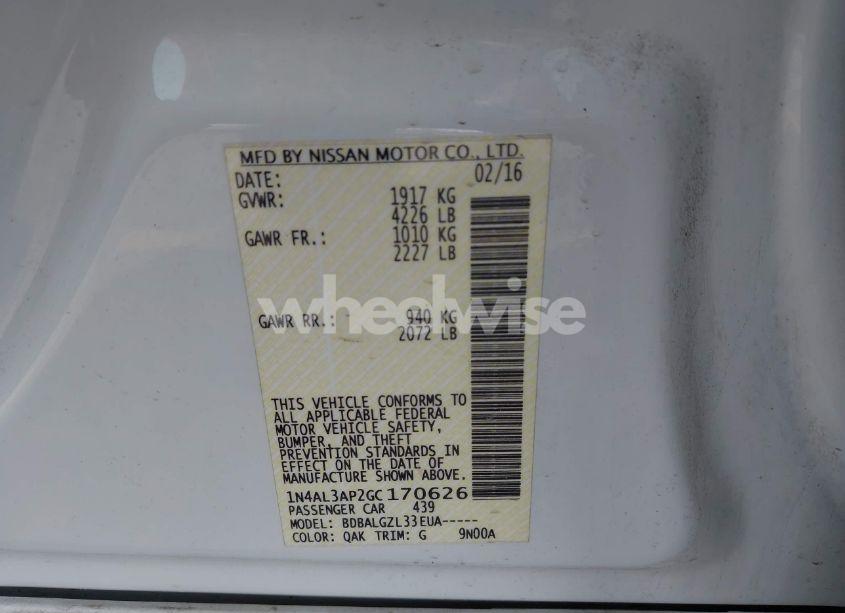 MFD BY NISSAN MOTOR CO., LTD.
DATE: 02/16
GVWR: 1917 KG
4226 LB
GAWR FR.: 1010 KG
2227 LB
wheelwise
GAWR RR.: 940 KG
2072 LB
THIS VEHICLE CONFORMS TO
ALL APPLICABLE FEDERAL
MOTOR VEHICLE SAFETY,
BUMPER, AND THEFT
PREVENTION STANDARDS IN
EFFECT ON THE DATE OF
MANUFACTURE SHOWN ABOVE.
1N4AL3AP2GC170626
PASSENGER CAR 439
MODEL: BDBALGZL33EUA-----
COLOR: QAK TRIM: G 9N00A